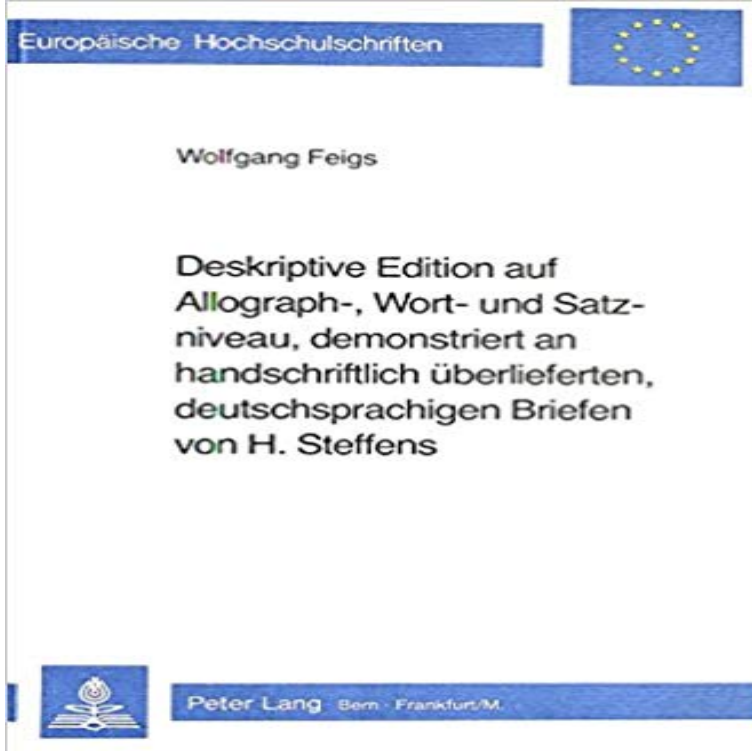 Europäische Hochschulschriften
Wolfgang Feigs
Deskriptive Edition auf
Allograph-, Wort- und Satz-
niveau, demonstriert an
handschriftlich überlieferten,
deutschsprachigen Briefen
von H. Steffens
Peter Lang Bern · Frankfurt/M.